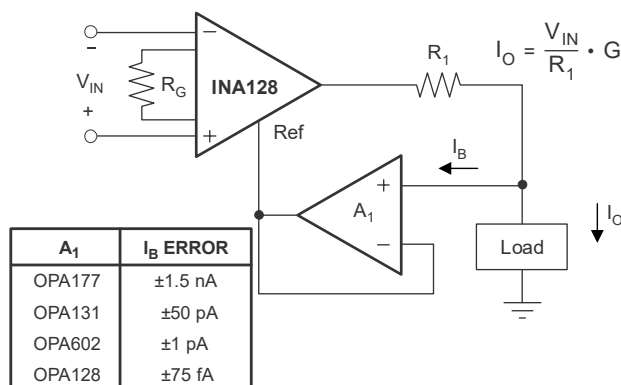 −
V_IN
+
R_G
−
INA128
+
Ref
R_1
I_O = V_IN / R_1 • G
I_B
+
A_1
−
I_O
Load
A_1 I_B ERROR
OPA177 ±1.5 nA
OPA131 ±50 pA
OPA602 ±1 pA
OPA128 ±75 fA